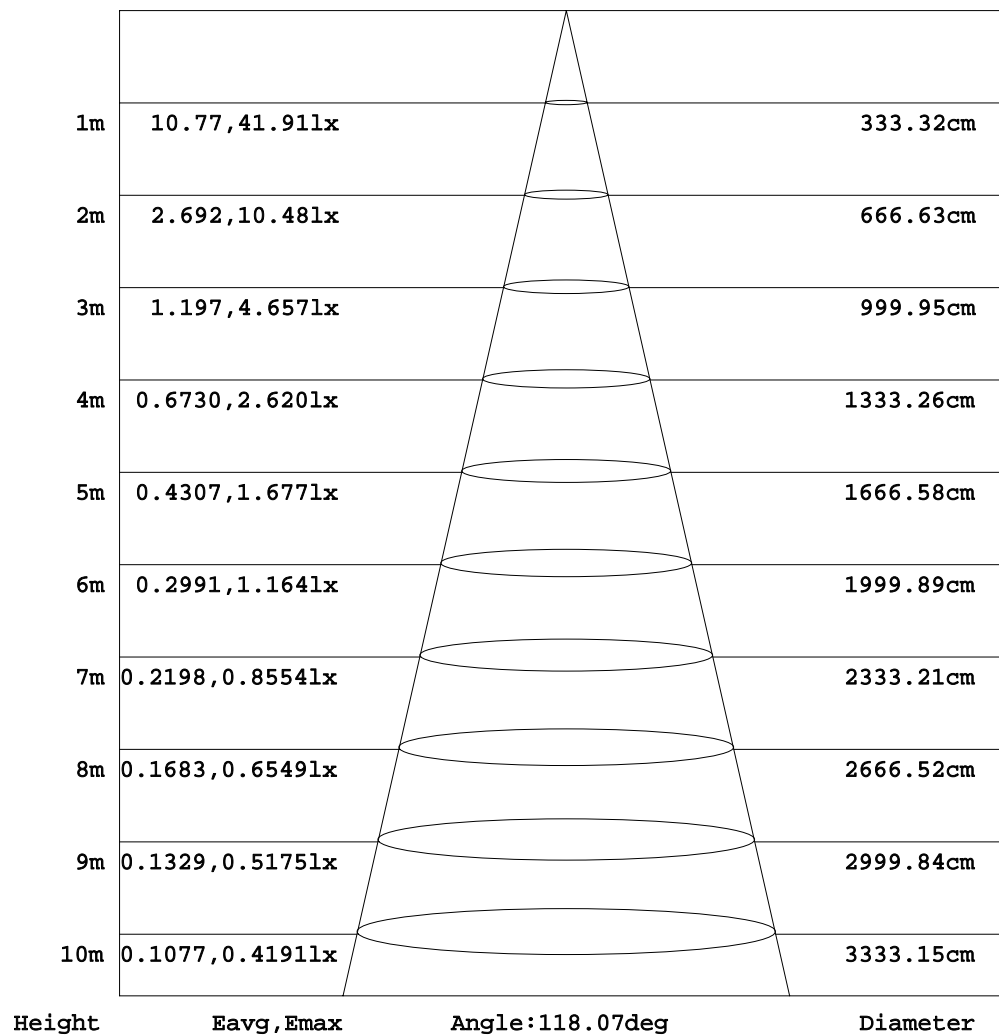 1m 10.77,41.91lx 333.32cm
2m 2.692,10.48lx 666.63cm
3m 1.197,4.657lx 999.95cm
4m 0.6730,2.620lx 1333.26cm
5m 0.4307,1.677lx 1666.58cm
6m 0.2991,1.164lx 1999.89cm
7m 0.2198,0.8554lx 2333.21cm
8m 0.1683,0.6549lx 2666.52cm
9m 0.1329,0.5175lx 2999.84cm
10m 0.1077,0.4191lx 3333.15cm
Height Eavg,Emax Angle:118.07deg Diameter